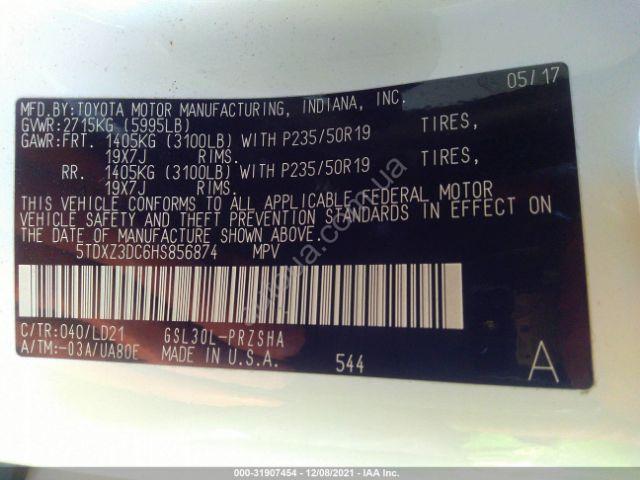 05/17
MFD.BY:TOYOTA MOTOR MANUFACTURING, INDIANA, INC.
GVWR:2715KG (5995LB)
GAWR:FRT. 1405KG (3100LB) WITH P235/50R19 TIRES,
19X7J RIMS.
RR. 1405KG (3100LB) WITH P235/50R19 TIRES,
19X7J RIMS.
THIS VEHICLE CONFORMS TO ALL APPLICABLE FEDERAL MOTOR
VEHICLE SAFETY AND THEFT PREVENTION STANDARDS IN EFFECT ON
THE DATE OF MANUFACTURE SHOWN ABOVE.
5TDXZ3DC6HS856874 MPV
C/TR:040/LD21 GSL30L-PRZSHA
A/TM:-03A/UA80E MADE IN U.S.A.
544 A
000-31907454 - 12/08/2021 - IAA Inc.